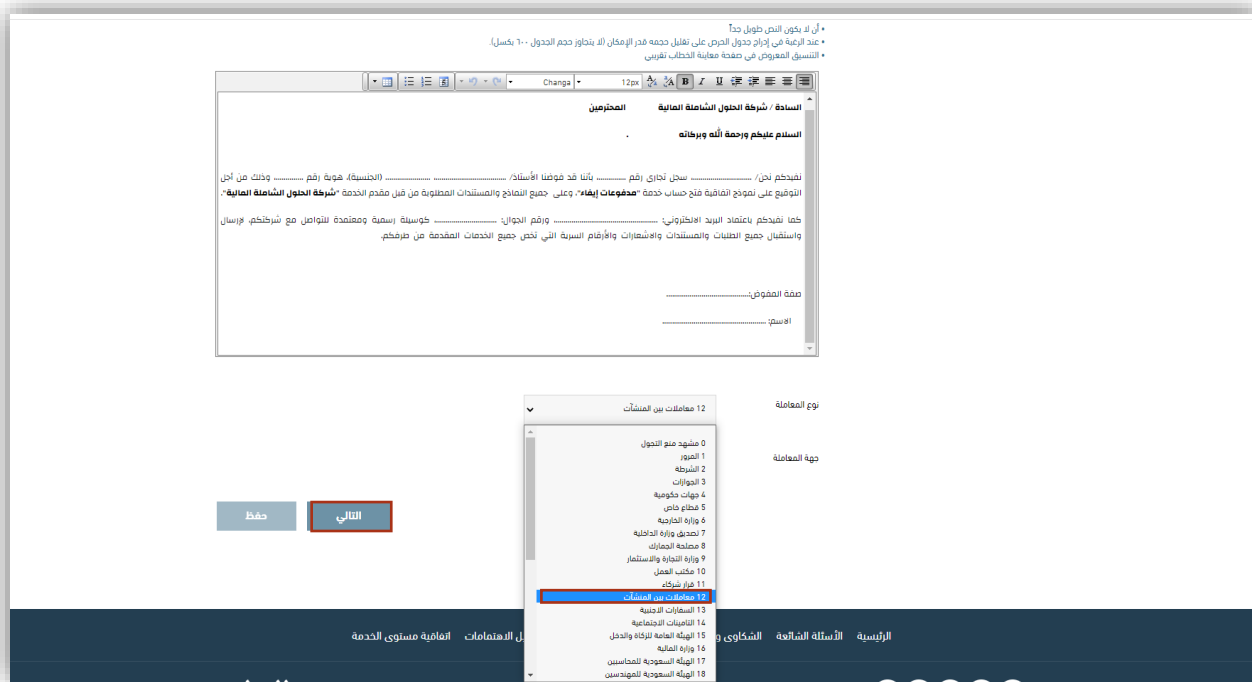 • أن لا يكون النص طويل جداً
• عند الرغبة في إدراج جدول الحرص على تقليل حجمه قدر الإمكان (لا يتجاوز حجم الجدول ٦٠٠ بكسل).
• التنسيق المعروض في صفحة معاينة الخطاب تقريبي
Changa 12px A A B I U
السادة / شركة الحلول الشاملة المالية المحترمين
السلام عليكم ورحمة الله وبركاته .
نفيدكم نحن/ ............................ سجل تجاري رقم .............. بأننا قد فوضنا الأستاذ/ .................................. ..................... (الجنسية)، هوية رقم .............. وذلك من أجل
التوقيع على نموذج اتفاقية فتح حساب خدمة "مدفوعات إيفاء"، وعلى جميع النماذج والمستندات المطلوبة من قبل مقدم الخدمة "شركة الحلول الشاملة المالية".
كما نفيدكم باعتماد البريد الالكتروني: .................................................. ورقم الجوال: .............................. كوسيلة رسمية ومعتمدة للتواصل مع شركتكم، لإرسال
واستقبال جميع الطلبات والمستندات والاشعارات والأرقام السرية التي تخص جميع الخدمات المقدمة من طرفكم.
صفة المفوض:........................................
الاسم: ..................................................
نوع المعاملة
12 معاملات بين المنشآت
جهة المعاملة
0 مشهد منع التجول
1 المرور
2 الشرطة
3 الجوازات
4 جهات حكومية
5 قطاع خاص
6 وزارة الخارجية
7 تصديق وزارة الداخلية
8 مصلحة الجمارك
9 وزارة التجارة والاستثمار
10 مكتب العمل
11 قرار شركاء
12 معاملات بين المنشآت
13 السفارات الاجنبية
14 التامينات الاجتماعية
15 الهيئة العامة للزكاة والدخل
16 وزارة المالية
17 الهيئة السعودية للمحاسبين
18 الهيئة السعودية للمهندسين
التالي
حفظ
الرئيسية الأسئلة الشائعة الشكاوى و الاهتمامات اتفاقية مستوى الخدمة